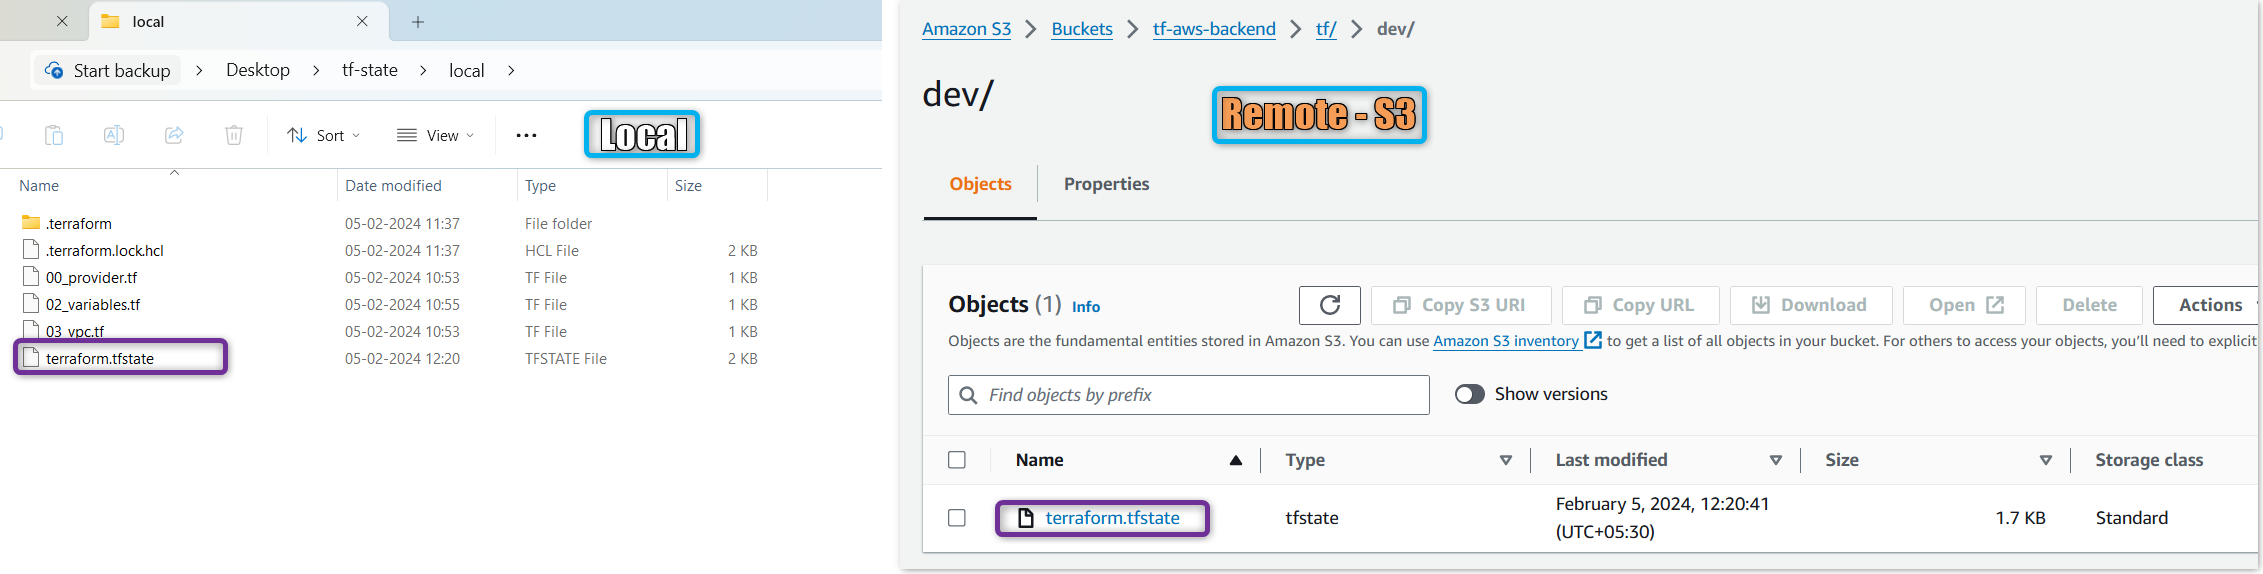 local
Start backup > Desktop > tf-state > local >
Sort View ... Local
Name Date modified Type Size
.terraform 05-02-2024 11:37 File folder
.terraform.lock.hcl 05-02-2024 11:37 HCL File 2 KB
00_provider.tf 05-02-2024 10:53 TF File 1 KB
02_variables.tf 05-02-2024 10:55 TF File 1 KB
03_vpc.tf 05-02-2024 10:53 TF File 1 KB
terraform.tfstate 05-02-2024 12:20 TFSTATE File 2 KB
Amazon S3 > Buckets > tf-aws-backend > tf/ > dev/
dev/
Remote - S3
Objects Properties
Objects (1) Info Copy S3 URI Copy URL Download Open Delete Actions
Objects are the fundamental entities stored in Amazon S3. You can use Amazon S3 inventory to get a list of all objects in your bucket. For others to access your objects, you'll need to explicit
Find objects by prefix Show versions
Name Type Last modified Size Storage class
terraform.tfstate tfstate February 5, 2024, 12:20:41 (UTC+05:30) 1.7 KB Standard